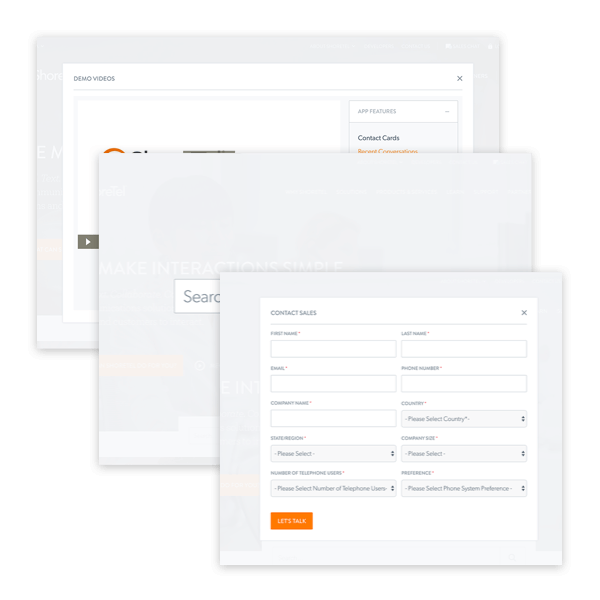 DEMO VIDEOS
APP FEATURES
Contact Cards
Recent Conversations
MAKE INTERACTIONS SIMPLE
Searc
CONTACT SALES
FIRST NAME * LAST NAME *
EMAIL * PHONE NUMBER *
COMPANY NAME * COUNTRY *
- Please Select Country* -
STATE/REGION * COMPANY SIZE *
- Please Select - - Please Select -
NUMBER OF TELEPHONE USERS * PREFERENCE *
- Please Select Number of Telephone Users- - Please Select Phone System Preference -
LET'S TALK